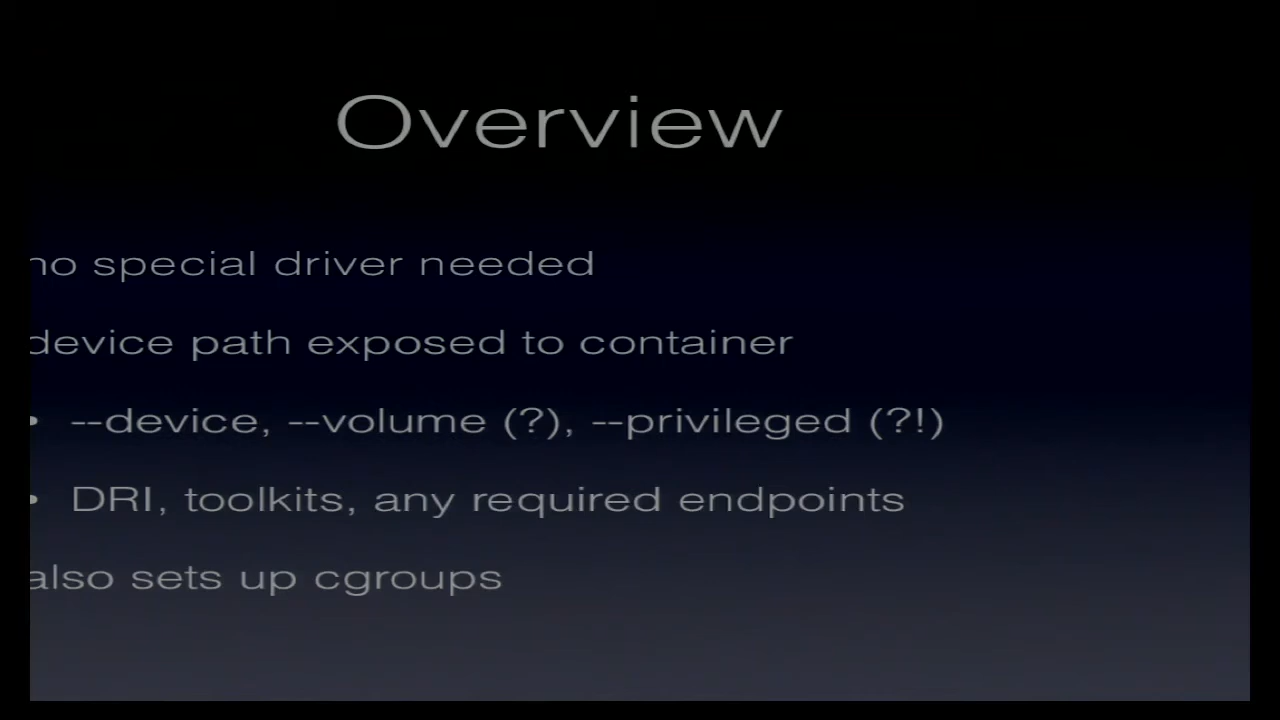 Overview
no special driver needed
device path exposed to container
• --device, --volume (?), --privileged (?!)
• DRI, toolkits, any required endpoints
also sets up cgroups